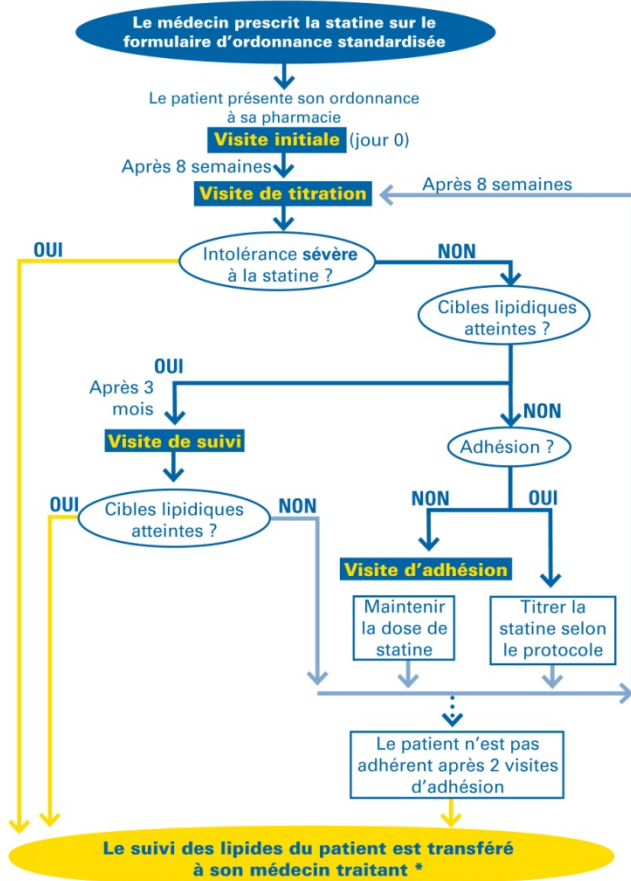 Le médecin prescrit la statine sur le
formulaire d'ordonnance standardisée
Le patient présente son ordonnance
à sa pharmacie
Visite initiale (jour 0)
Après 8 semaines
Visite de titration
Après 8 semaines
OUI
Intolérance sévère
à la statine ?
NON
Cibles lipidiques
atteintes ?
OUI
Après 3
mois
NON
Visite de suivi
Adhésion ?
OUI
Cibles lipidiques
atteintes ?
NON
NON
OUI
Visite d'adhésion
Maintenir
la dose de
statine
Titrer la
statine selon
le protocole
Le patient n'est pas
adhérent après 2 visites
d'adhésion
Le suivi des lipides du patient est transféré
à son médecin traitant *